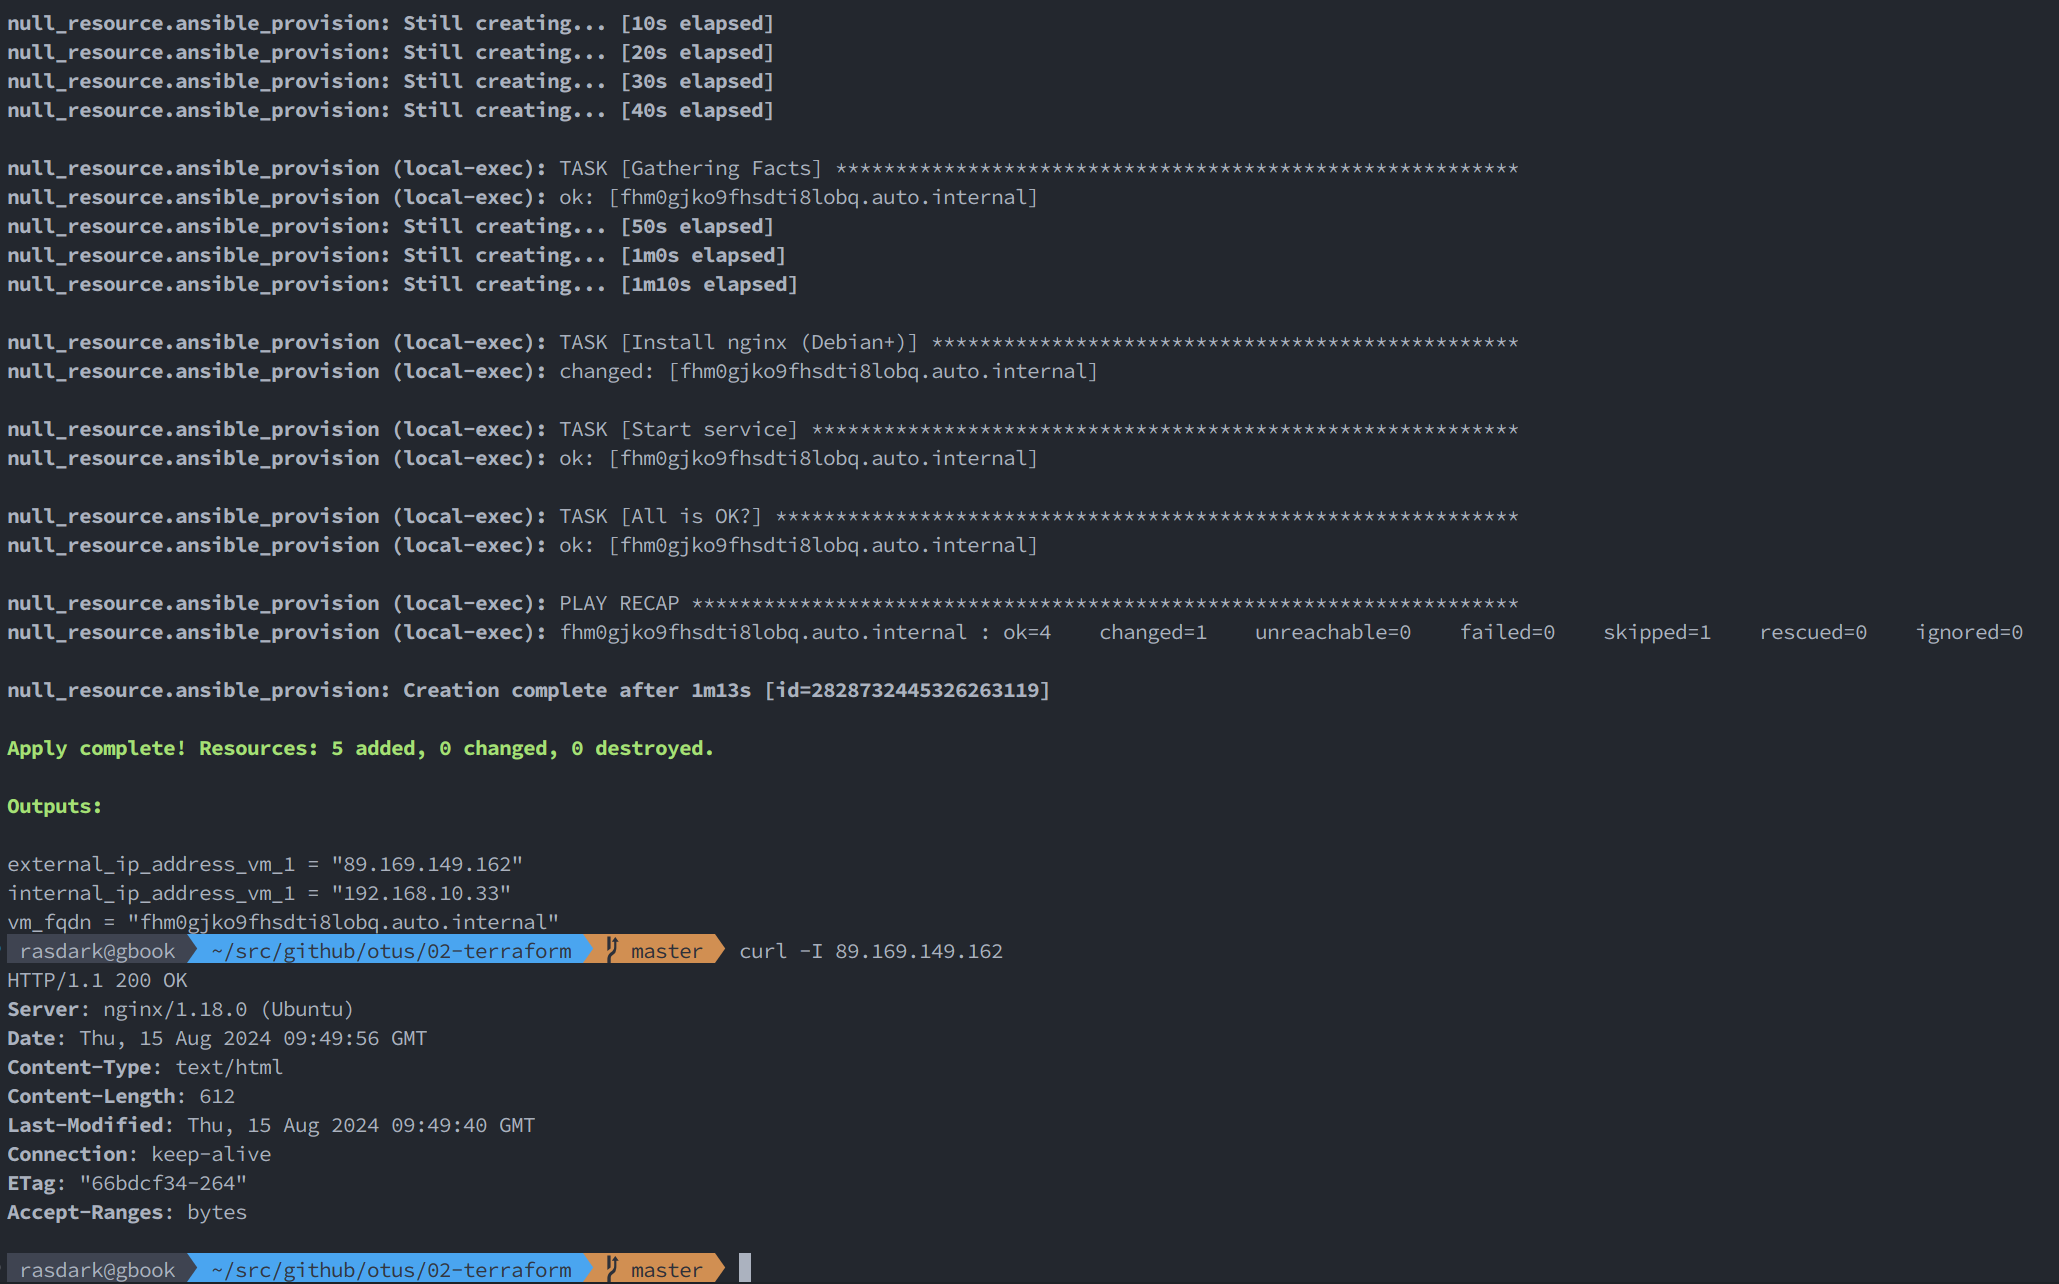 null_resource.ansible_provision: Still creating... [10s elapsed]
null_resource.ansible_provision: Still creating... [20s elapsed]
null_resource.ansible_provision: Still creating... [30s elapsed]
null_resource.ansible_provision: Still creating... [40s elapsed]
null_resource.ansible_provision (local-exec): TASK [Gathering Facts] *********************************************************
null_resource.ansible_provision (local-exec): ok: [fhm0gjko9fhsdti8lobq.auto.internal]
null_resource.ansible_provision: Still creating... [50s elapsed]
null_resource.ansible_provision: Still creating... [1m0s elapsed]
null_resource.ansible_provision: Still creating... [1m10s elapsed]
null_resource.ansible_provision (local-exec): TASK [Install nginx (Debian+)] *************************************************
null_resource.ansible_provision (local-exec): changed: [fhm0gjko9fhsdti8lobq.auto.internal]
null_resource.ansible_provision (local-exec): TASK [Start service] ***********************************************************
null_resource.ansible_provision (local-exec): ok: [fhm0gjko9fhsdti8lobq.auto.internal]
null_resource.ansible_provision (local-exec): TASK [All is OK?] **************************************************************
null_resource.ansible_provision (local-exec): ok: [fhm0gjko9fhsdti8lobq.auto.internal]
null_resource.ansible_provision (local-exec): PLAY RECAP *********************************************************************
null_resource.ansible_provision (local-exec): fhm0gjko9fhsdti8lobq.auto.internal : ok=4    changed=1    unreachable=0    failed=0    skipped=1    rescued=0    ignored=0
null_resource.ansible_provision: Creation complete after 1m13s [id=2828732445326263119]
Apply complete! Resources: 5 added, 0 changed, 0 destroyed.
Outputs:
external_ip_address_vm_1 = "89.169.149.162"
internal_ip_address_vm_1 = "192.168.10.33"
vm_fqdn = "fhm0gjko9fhsdti8lobq.auto.internal"
rasdark@gbook ~/src/github/otus/02-terraform master curl -I 89.169.149.162
HTTP/1.1 200 OK
Server: nginx/1.18.0 (Ubuntu)
Date: Thu, 15 Aug 2024 09:49:56 GMT
Content-Type: text/html
Content-Length: 612
Last-Modified: Thu, 15 Aug 2024 09:49:40 GMT
Connection: keep-alive
ETag: "66bdcf34-264"
Accept-Ranges: bytes
rasdark@gbook ~/src/github/otus/02-terraform master